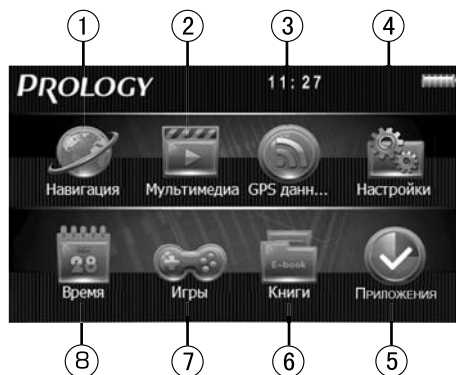 1 2 3 4
PROLOGY 11:27
Навигация Мультимедиа GPS данн... Настройки
28 E-book
Время Игры Книги Приложения
8 7 6 5